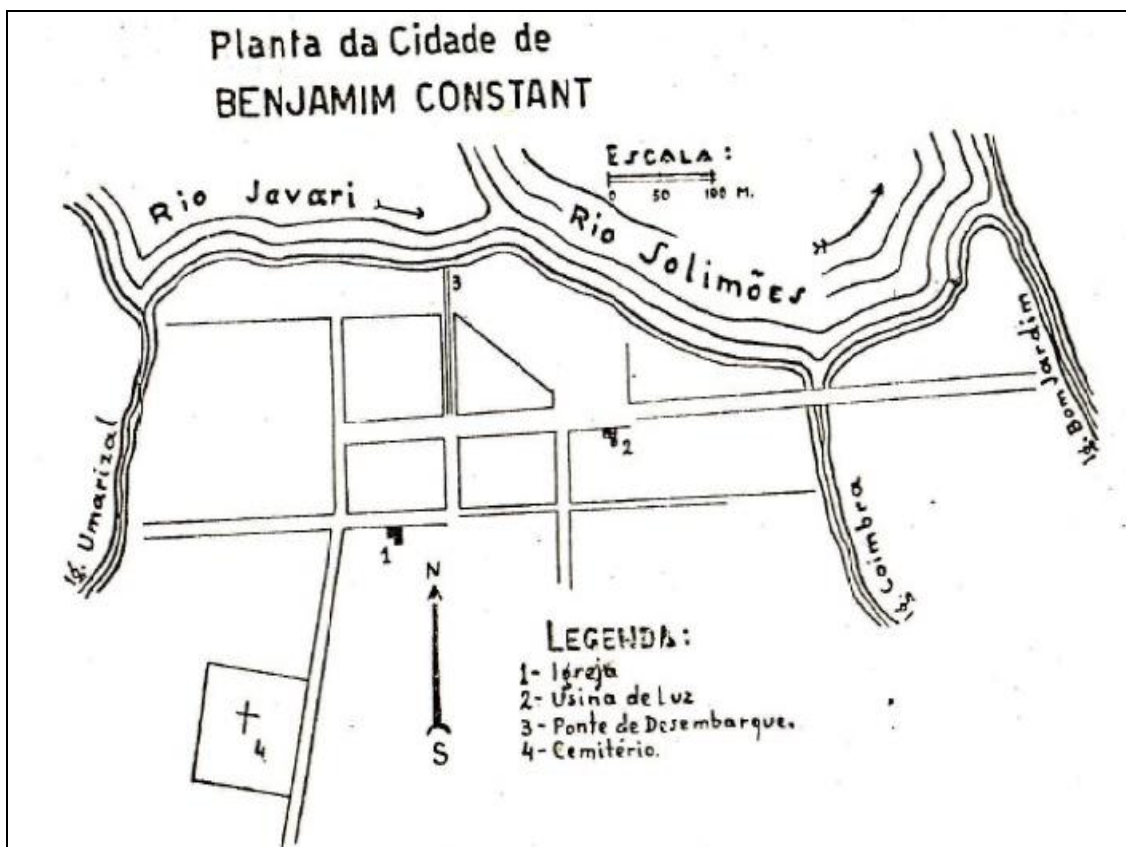 Planta da Cidade de
BENJAMIM CONSTANT
ESCALA:
0 50 100 M.
Rio Javari
Rio Solimões
3
2
1
4
Ig. Umarizal
Ig. Coimbra
Ig. Bom Jardim
N
S
LEGENDA:
1- Igreja
2- Usina de Luz
3- Ponte de Desembarque.
4- Cemitério.